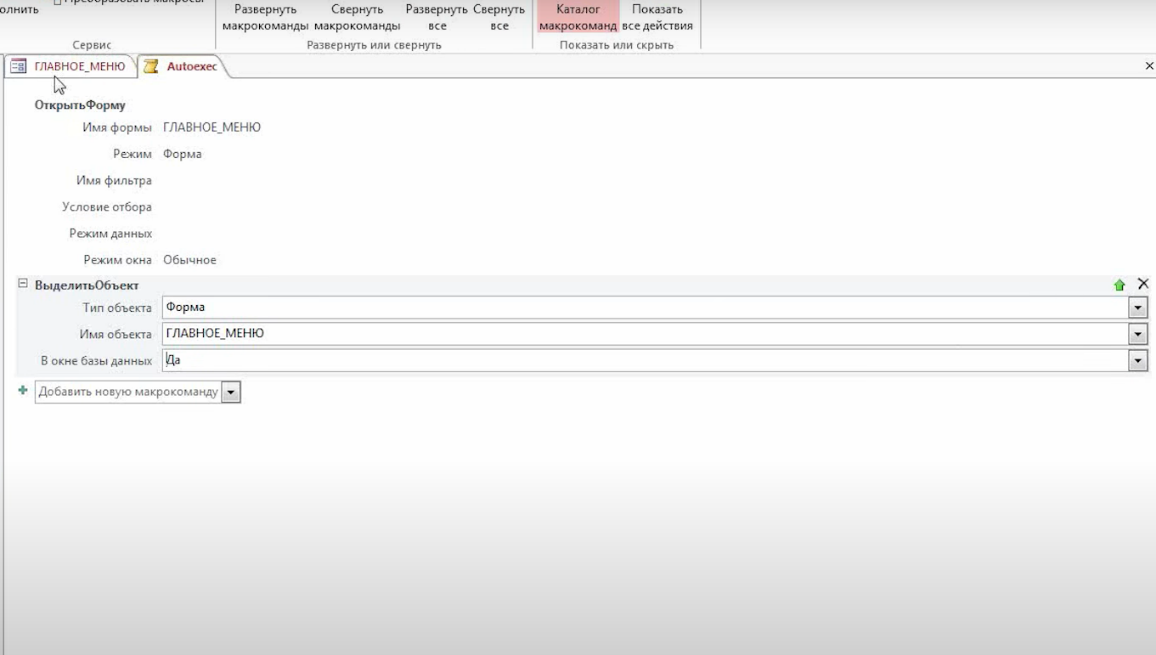 олнить Преобразовать макросы Развернуть Свернуть Развернуть Свернуть Каталог Показать
макрокоманды макрокоманды все все макрокоманд все действия
Сервис Развернуть или свернуть Показать или скрыть
ГЛАВНОЕ_МЕНЮ Autoexec
ОткрытьФорму
Имя формы ГЛАВНОЕ_МЕНЮ
Режим Форма
Имя фильтра
Условие отбора
Режим данных
Режим окна Обычное
ВыделитьОбъект
Тип объекта Форма
Имя объекта ГЛАВНОЕ_МЕНЮ
В окне базы данных Да
Добавить новую макрокоманду